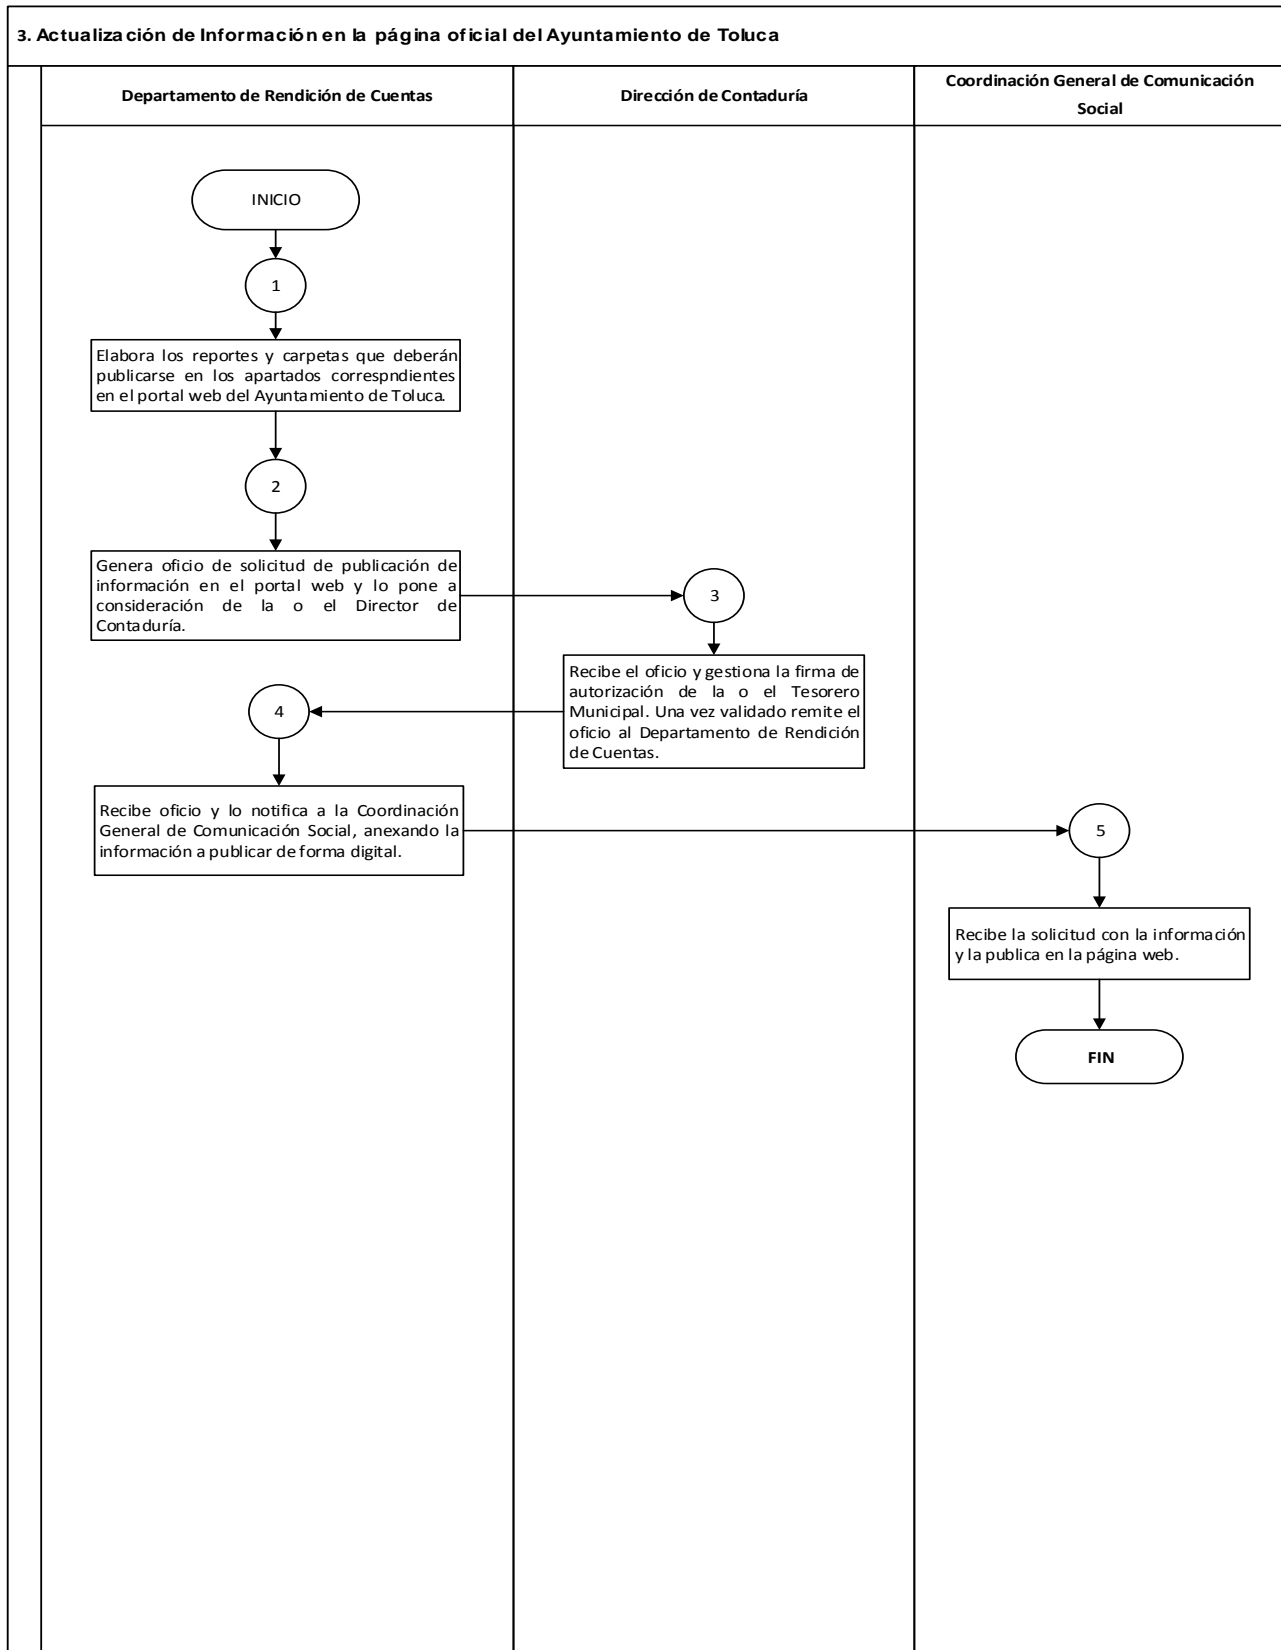 3. Actualización de Información en la página oficial del Ayuntamiento de Toluca
Departamento de Rendición de Cuentas
Dirección de Contaduría
Coordinación General de Comunicación
Social
INICIO
1
Elabora los reportes y carpetas que deberán
publicarse en los apartados correspndientes
en el portal web del Ayuntamiento de Toluca.
2
Genera oficio de solicitud de publicación de
información en el portal web y lo pone a
consideración de la o el Director de
Contaduría.
3
Recibe el oficio y gestiona la firma de
autorización de la o el Tesorero
Municipal. Una vez validado remite el
oficio al Departamento de Rendición
de Cuentas.
4
Recibe oficio y lo notifica a la Coordinación
General de Comunicación Social, anexando la
información a publicar de forma digital.
5
Recibe la solicitud con la información
y la publica en la página web.
FIN